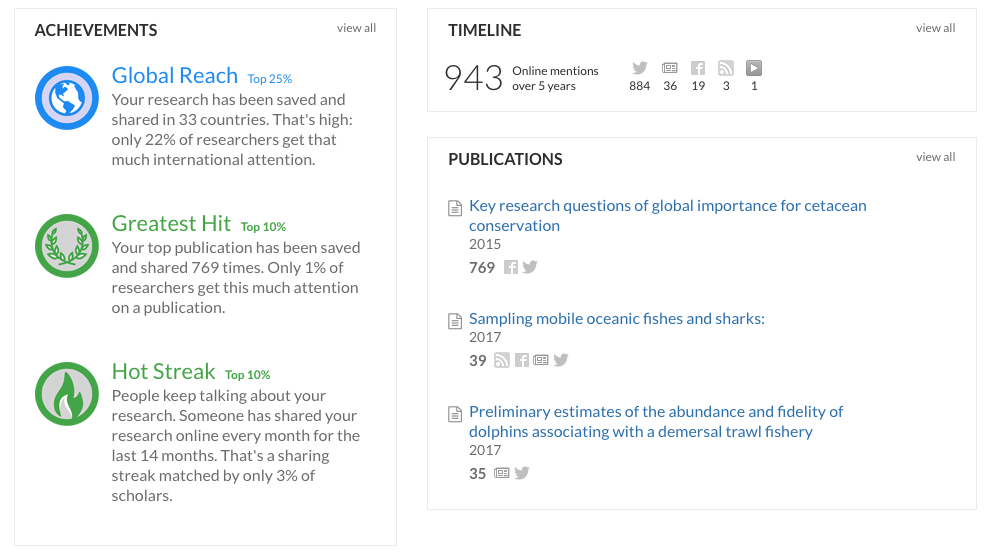 ACHIEVEMENTS view all
Global Reach Top 25%
Your research has been saved and
shared in 33 countries. That's high:
only 22% of researchers get that
much international attention.
Greatest Hit Top 10%
Your top publication has been saved
and shared 769 times. Only 1% of
researchers get this much attention
on a publication.
Hot Streak Top 10%
People keep talking about your
research. Someone has shared your
research online every month for the
last 14 months. That's a sharing
streak matched by only 3% of
scholars.
TIMELINE view all
943 Online mentions
over 5 years
884 36 19 3 1
PUBLICATIONS view all
Key research questions of global importance for cetacean
conservation
2015
769
Sampling mobile oceanic fishes and sharks:
2017
39
Preliminary estimates of the abundance and fidelity of
dolphins associating with a demersal trawl fishery
2017
35